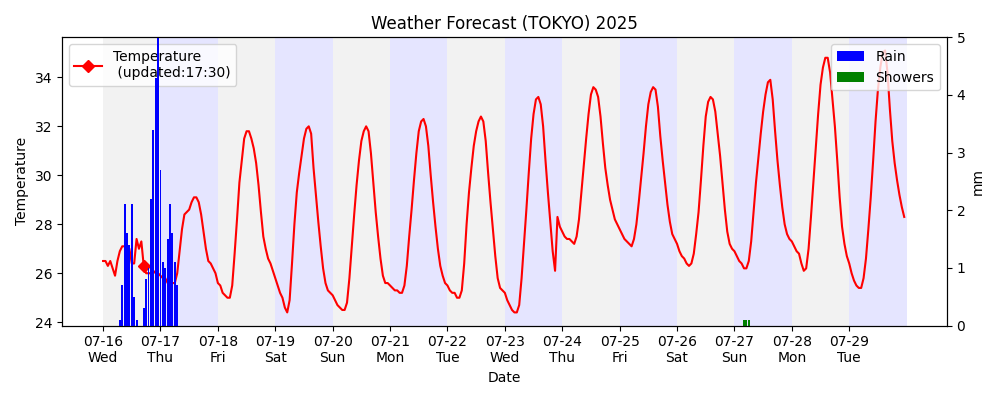 Weather Forecast (TOKYO) 2025
Temperature
(updated:17:30)
Rain
Showers
34
32
30
28
26
24
Temperature
5
4
3
2
1
0
mm
07-16 07-17 07-18 07-19 07-20 07-21 07-22 07-23 07-24 07-25 07-26 07-27 07-28 07-29
Wed Thu Fri Sat Sun Mon Tue Wed Thu Fri Sat Sun Mon Tue
Date